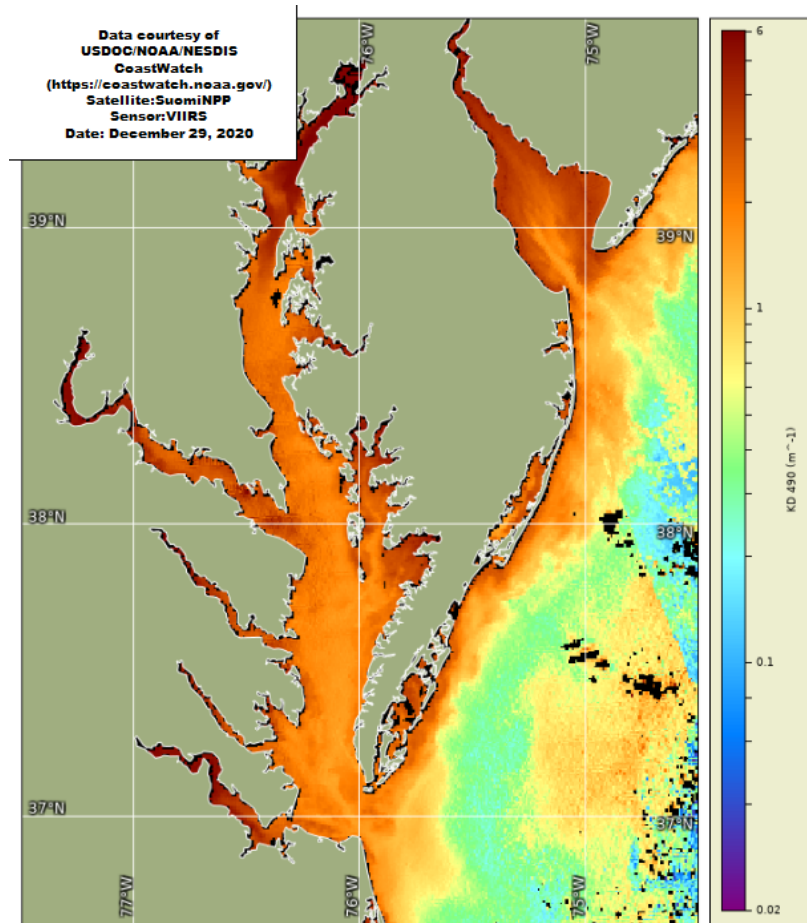 Data courtesy of
USDOC/NOAA/NESDIS
CoastWatch
(https://coastwatch.noaa.gov/)
Satellite:SuomiNPP
Sensor:VIIRS
Date: December 29, 2020
76°W
75°W
6
39°N
39°N
1
KD 490 (m^-1)
38°N
38°N
0.1
37°N
37°N
77°W
76°W
75°W
0.02